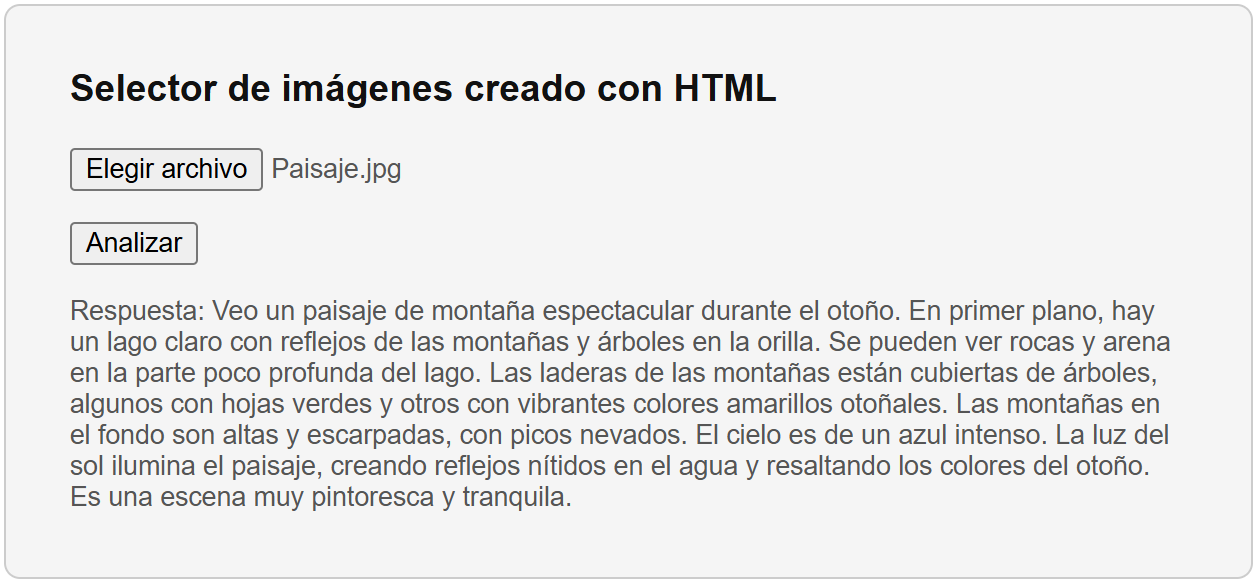 Selector de imágenes creado con HTML
Elegir archivo Paisaje.jpg
Analizar
Respuesta: Veo un paisaje de montaña espectacular durante el otoño. En primer plano, hay
un lago claro con reflejos de las montañas y árboles en la orilla. Se pueden ver rocas y arena
en la parte poco profunda del lago. Las laderas de las montañas están cubiertas de árboles,
algunos con hojas verdes y otros con vibrantes colores amarillos otoñales. Las montañas en
el fondo son altas y escarpadas, con picos nevados. El cielo es de un azul intenso. La luz del
sol ilumina el paisaje, creando reflejos nítidos en el agua y resaltando los colores del otoño.
Es una escena muy pintoresca y tranquila.